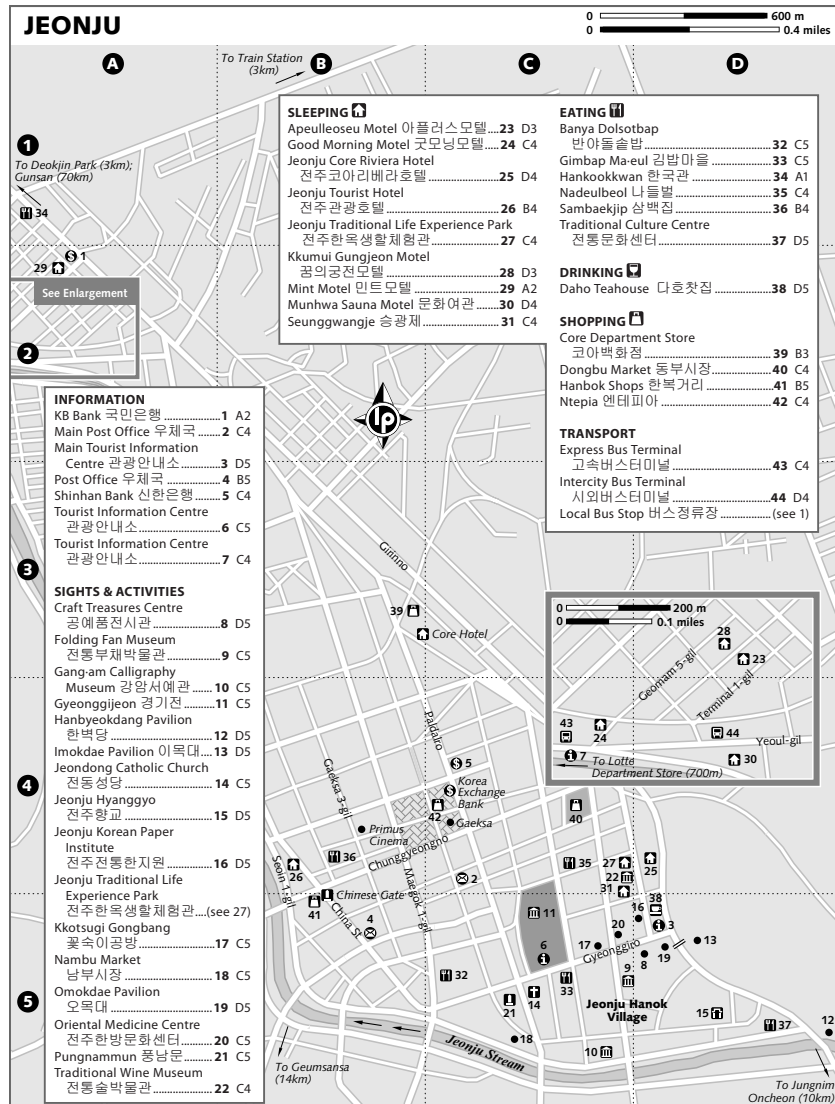 JEONJU
0 600 m
0 0.4 miles
A B C D
To Train Station
(3km)
1
To Deokjin Park (3km);
Gunsan (70km)
34
1
29
See Enlargement
2
SLEEPING
Apeulleoseu Motel 아플러스모텔....23 D3
Good Morning Motel 굿모닝모텔..24 C4
Jeonju Core Riviera Hotel
전주코아리베라호텔................25 D4
Jeonju Tourist Hotel
전주관광호텔................26 B4
Jeonju Traditional Life Experience Park
전주한옥생활체험관................27 C4
Kkumui Gungjeon Motel
꿈의궁전모텔................28 D3
Mint Motel 민트모텔................29 A2
Munhwa Sauna Motel 문화여관..30 D4
Seunggwangje 승광제................31 C4
EATING
Banya Dolsotbap
반야돌솥밥................32 C5
Gimbap Ma·eul 김밥마을........33 C5
Hankookkwan 한국관................34 A1
Nadeulbeol 나들벌................35 C4
Sambaekjip 삼백집................36 B4
Traditional Culture Centre
전통문화센터................37 D5
DRINKING
Daho Teahouse 다호찻집........38 D5
SHOPPING
Core Department Store
코아백화점................39 B3
Dongbu Market 동부시장........40 C4
Hanbok Shops 한복거리........41 B5
Ntepia 엔테피아................42 C4
TRANSPORT
Express Bus Terminal
고속버스터미널................43 C4
Intercity Bus Terminal
시외버스터미널................44 D4
Local Bus Stop 버스정류장........(see 1)
INFORMATION
KB Bank 국민은행................1 A2
Main Post Office 우체국........2 C4
Main Tourist Information
Centre 관광안내소................3 D5
Post Office 우체국................4 B5
Shinhan Bank 신한은행........5 C4
Tourist Information Centre
관광안내소................6 C5
Tourist Information Centre
관광안내소................7 C4
SIGHTS & ACTIVITIES
Craft Treasures Centre
공예품전시관................8 D5
Folding Fan Museum
전통부채박물관................9 C5
Gang-am Calligraphy
Museum 강암서예관........10 C5
Gyeonggijeon 경기전........11 C5
Hanbyeokdang Pavilion
한벽당................12 D5
Imokdae Pavilion 이목대....13 D5
Jeondong Catholic Church
전동성당................14 C5
Jeonju Hyanggyo
전주향교................15 D5
Jeonju Korean Paper
Institute
전주전통한지원................16 D5
Jeonju Traditional Life
Experience Park
전주한옥생활체험관....(see 27)
Kkotsugi Gongbang
꽃숙이공방................17 C5
Nambu Market
남부시장................18 C5
Omokdae Pavilion
오목대................19 D5
Oriental Medicine Centre
전주한방문화센터........20 C5
Pungnammun 풍남문........21 C5
Traditional Wine Museum
전통술박물관................22 C4
lp
3
Girinno
39
Core Hotel
0 200 m
0 0.1 miles
28
23
Geomam 5-gil
Terminal 1-gil
43
24
44
Yeoul-gil
7
To Lotte
Department Store (700m)
30
4
Paldalro
Gaeksa 3-gil
5
Korea
Exchange
Bank
42
Gaeksa
40
Primus
Cinema
Chunggyeongno
36
26
35
27
25
22
31
2
Seoin 1-gil
Chinese Gate
41
China St
Maegok 1-gil
4
11
38
16
3
20
13
6
17
Gyeonggiro
8
19
9
5
32
33
14
21
Jeonju Hanok
Village
15
37
12
18
10
Jeonju Stream
To Geumsansa
(14km)
To Jungnim
Oncheon (10km)